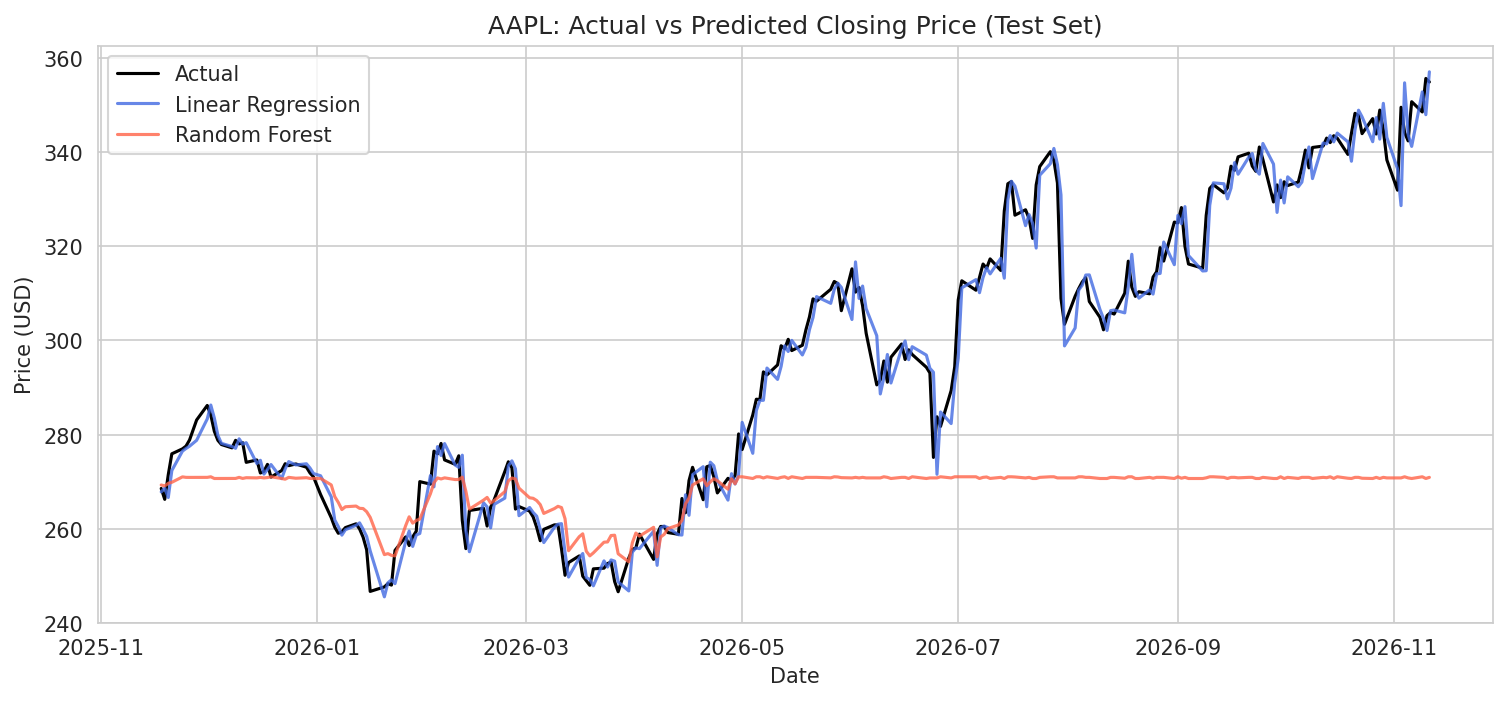 AAPL: Actual vs Predicted Closing Price (Test Set)
Actual
Linear Regression
Random Forest
Price (USD)
360
340
320
300
280
260
240
2025-11
2026-01
2026-03
2026-05
2026-07
2026-09
2026-11
Date